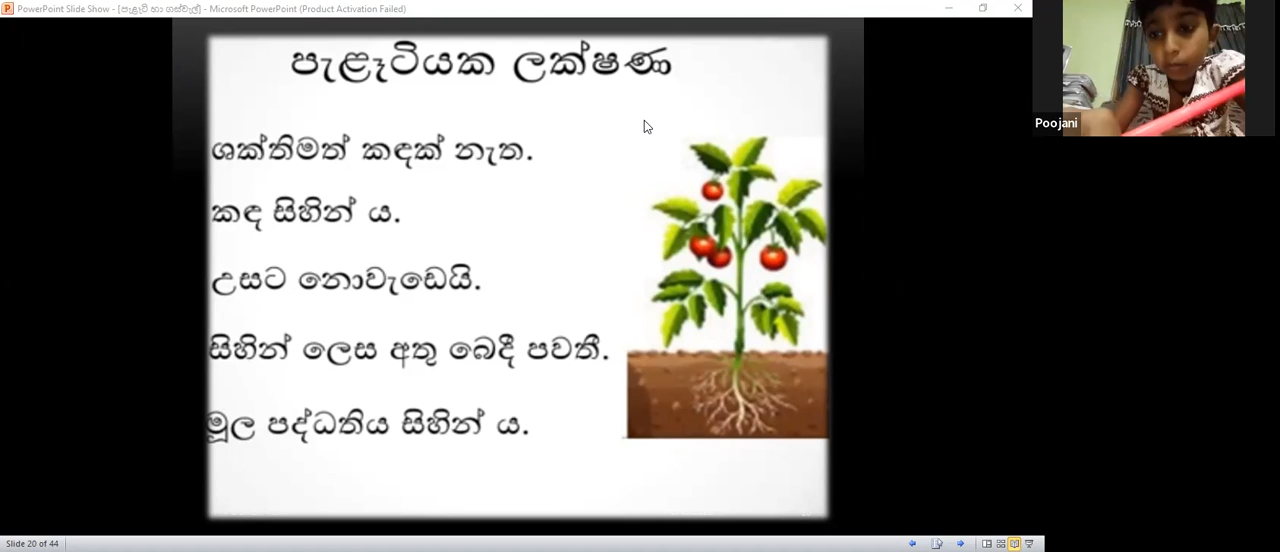 PowerPoint Slide Show - [පැළෑටි හා ගස්වැල්] - Microsoft PowerPoint (Product Activation Failed)
පැළෑටියක ලක්ෂණ
ශක්තිමත් කඳක් නැත.
කඳ සිහින් ය.
උසට නොවැඩෙයි.
සිහින් ලෙස අතු බෙදී පවතී.
මූල පද්ධතිය සිහින් ය.
Poojani
Slide 20 of 44